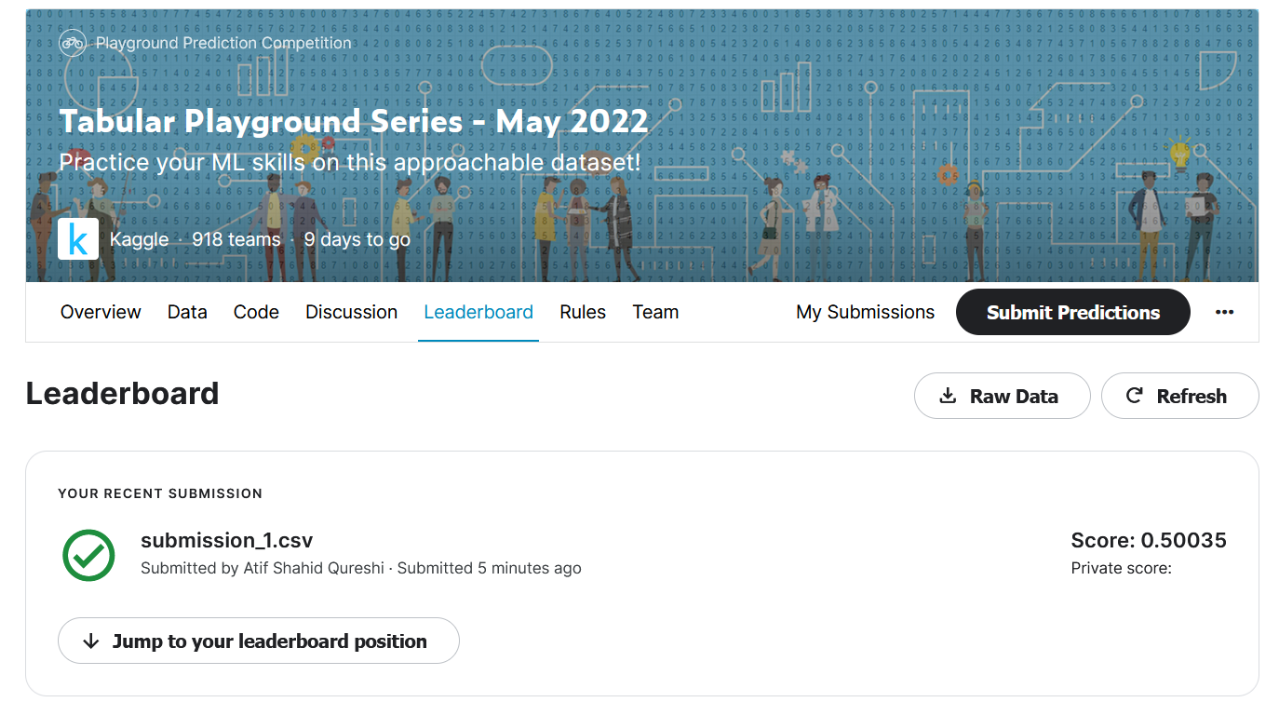 Playground Prediction Competition
Tabular Playground Series - May 2022
Practice your ML skills on this approachable dataset!
k Kaggle · 918 teams · 9 days to go
Overview Data Code Discussion Leaderboard Rules Team My Submissions Submit Predictions ...
Leaderboard Raw Data Refresh
YOUR RECENT SUBMISSION
submission_1.csv Score: 0.50035
Submitted by Atif Shahid Qureshi · Submitted 5 minutes ago Private score:
Jump to your leaderboard position